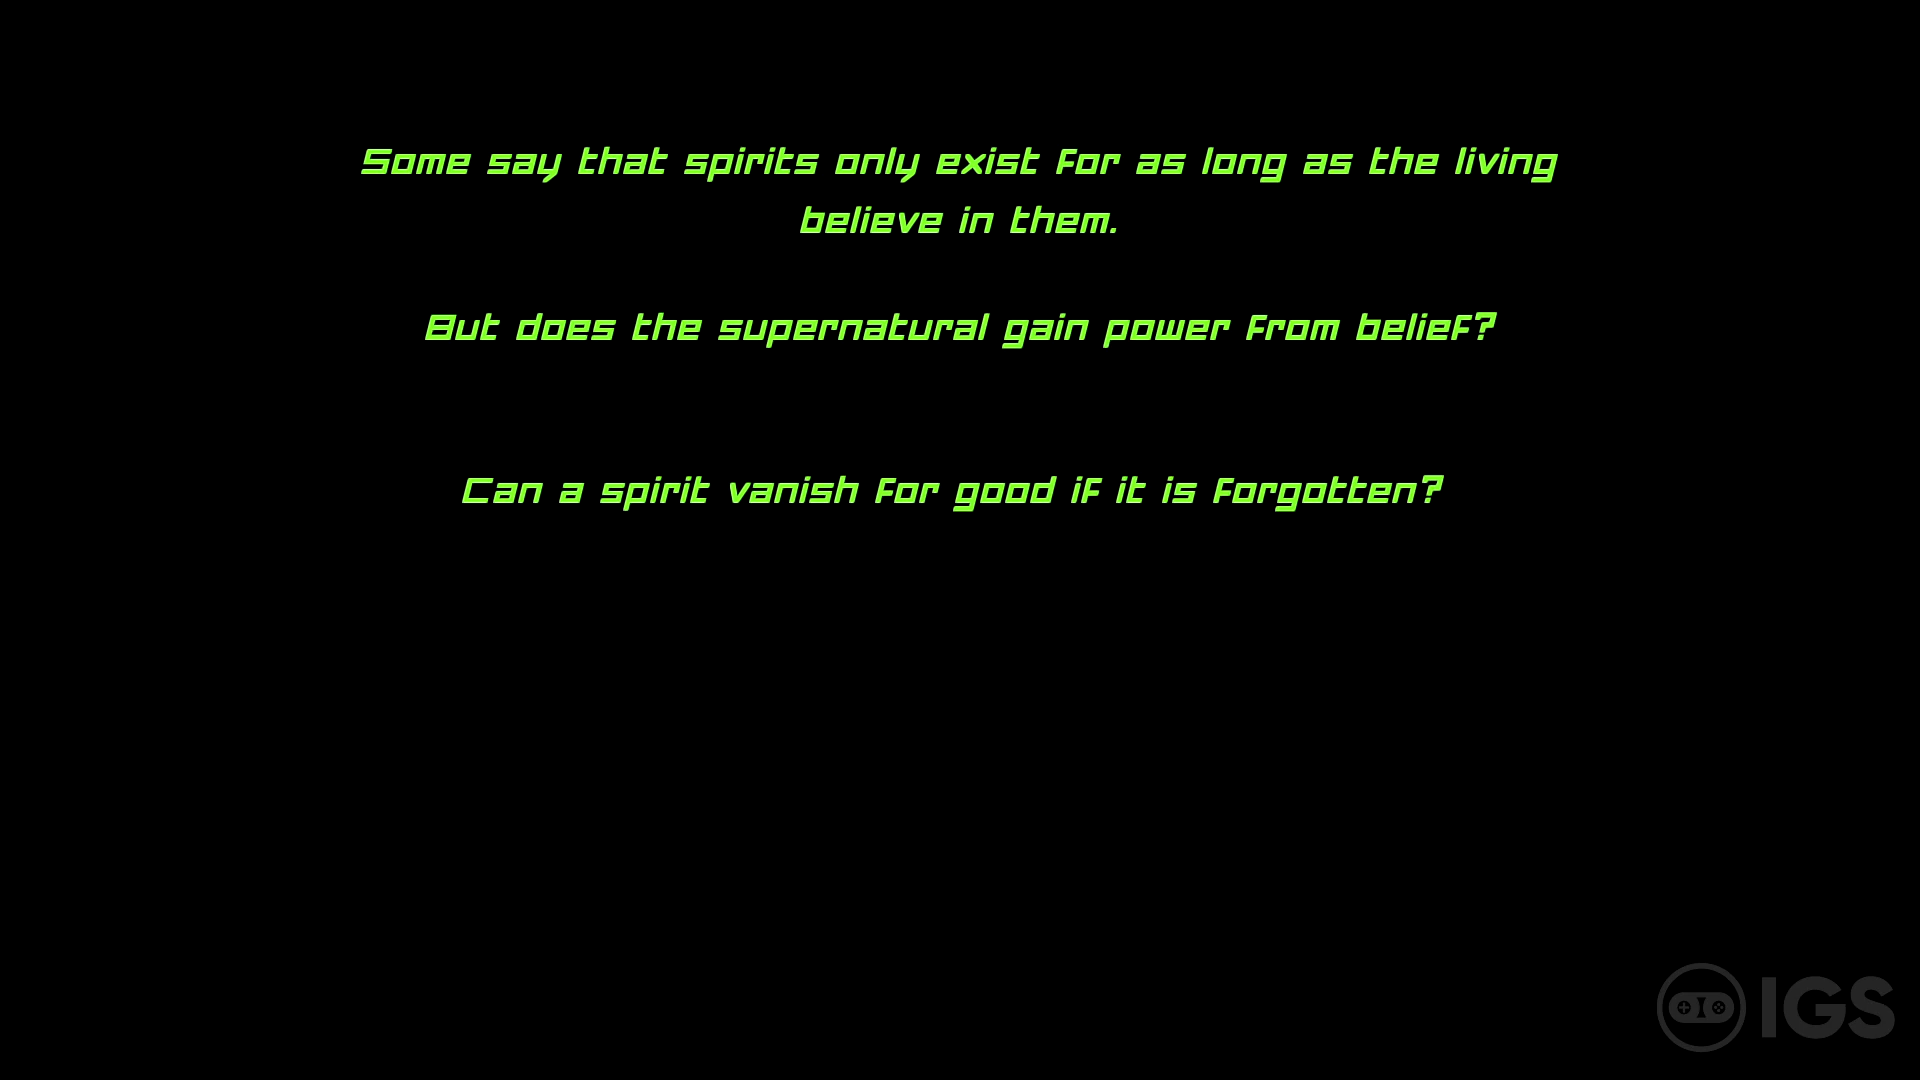 Some say that spirits only exist for as long as the living
believe in them.
But does the supernatural gain power from belief?
Can a spirit vanish for good if it is forgotten?
IGS